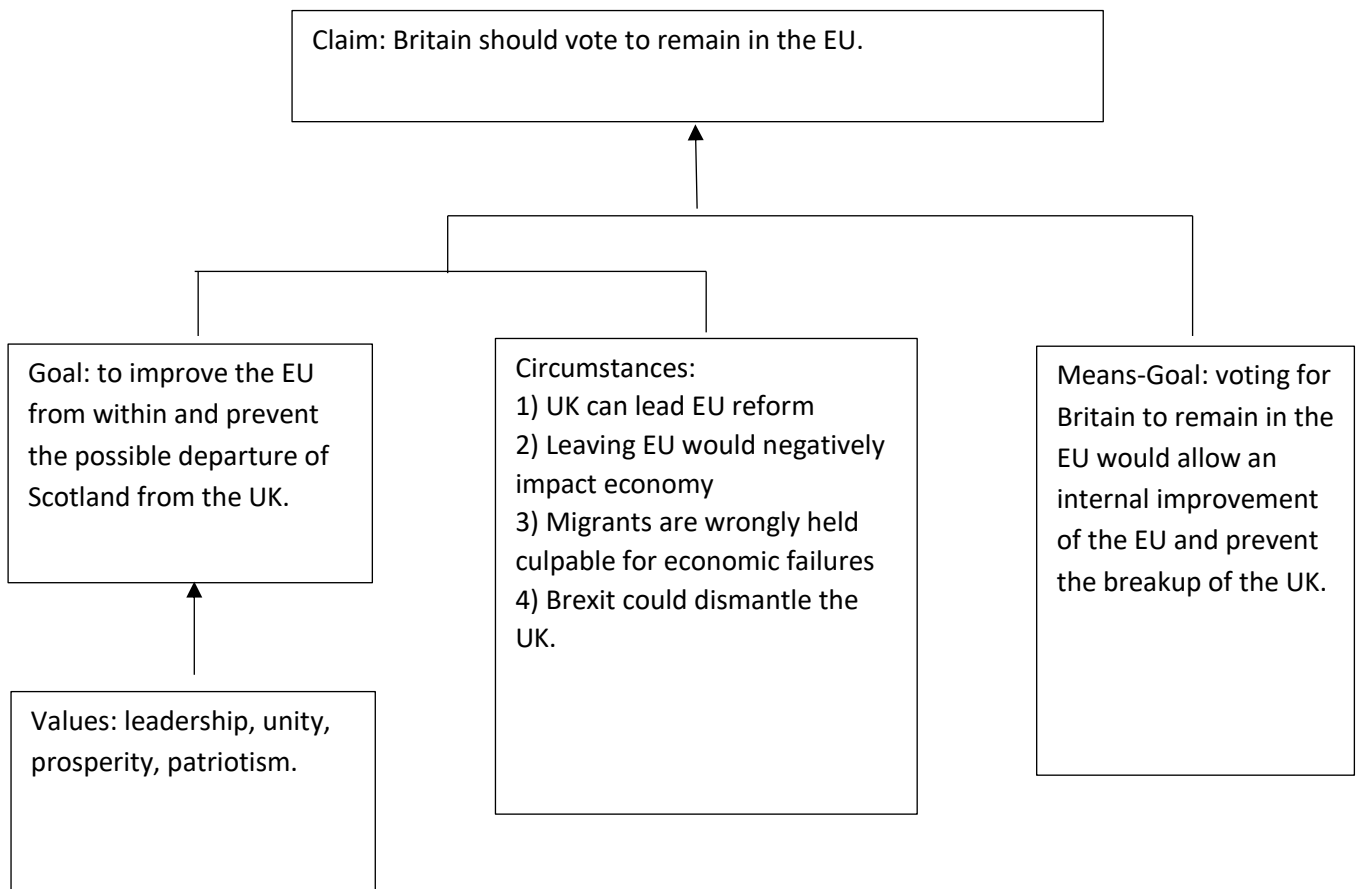 Claim: Britain should vote to remain in the EU.
Goal: to improve the EU
from within and prevent
the possible departure of
Scotland from the UK.
Circumstances:
1) UK can lead EU reform
2) Leaving EU would negatively
impact economy
3) Migrants are wrongly held
culpable for economic failures
4) Brexit could dismantle the
UK.
Means-Goal: voting for
Britain to remain in the
EU would allow an
internal improvement
of the EU and prevent
the breakup of the UK.
Values: leadership, unity,
prosperity, patriotism.